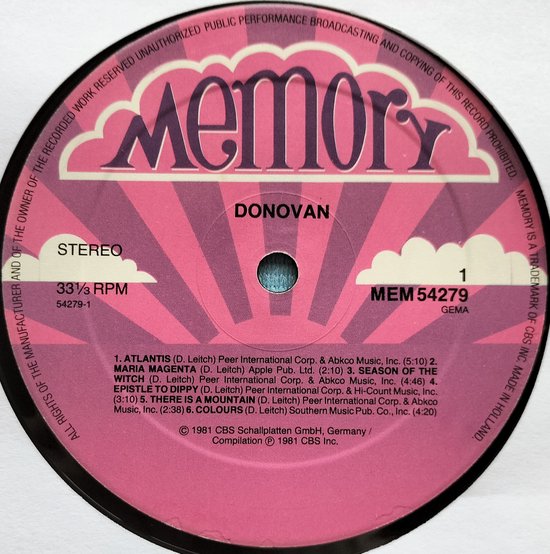 ALL RIGHTS OF THE MANUFACTURER AND OF THE OWNER OF THE RECORDED WORK RESERVED UNAUTHORIZED PUBLIC PERFORMANCE BROADCASTING AND COPYING OF THIS RECORD PROHIBITED. MEMORY IS A TRADEMARK OF CBS INC. MADE IN HOLLAND.
Memory
DONOVAN
STEREO
33⅓ RPM
54279-1
1
MEM 54279
GEMA
1. ATLANTIS (D. Leitch) Peer International Corp. & Abkco Music, Inc. (5:10) 2.
MARIA MAGENTA (D. Leitch) Apple Pub. Ltd. (2:10) 3. SEASON OF THE
WITCH (D. Leitch) Peer International Corp. & Abkco Music, Inc. (4:46) 4.
EPISTLE TO DIPPY (D. Leitch) Peer International Corp. & Hi-Count Music, Inc.
(3:10) 5. THERE IS A MOUNTAIN (D. Leitch) Peer International Corp. & Abkco
Music, Inc. (2:38) 6. COLOURS (D. Leitch) Southern Music Pub. Co., Inc. (4:20)
© 1981 CBS Schallplatten GmbH, Germany /
Compilation ℗ 1981 CBS Inc.